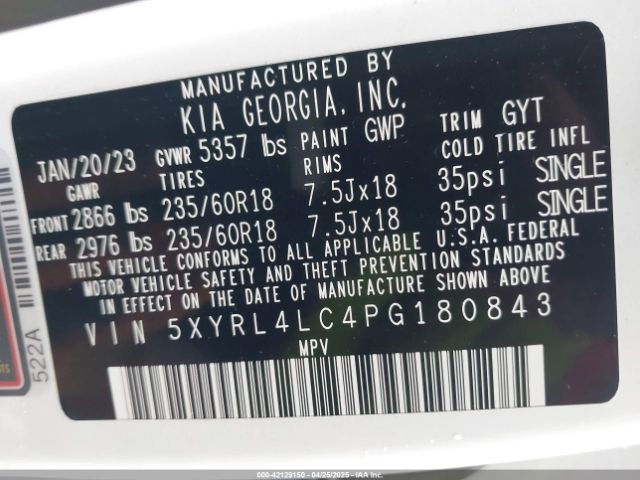 MANUFACTURED BY
KIA GEORGIA, INC.
JAN/20/23 GVWR 5357 lbs PAINT GWP TRIM GYT
GAWR TIRES RIMS COLD TIRE INFL
FRONT 2866 lbs 235/60R18 7.5Jx18 35psi SINGLE
REAR 2976 lbs 235/60R18 7.5Jx18 35psi SINGLE
THIS VEHICLE CONFORMS TO ALL APPLICABLE U.S.A. FEDERAL
MOTOR VEHICLE SAFETY AND THEFT PREVENTION STANDARDS
IN EFFECT ON THE DATE OF MANUFACTURE SHOWN ABOVE
VIN 5XYRL4LC4PG180843
MPV
522A
000-42129150 - 04/25/2025 - IAAI, Inc.